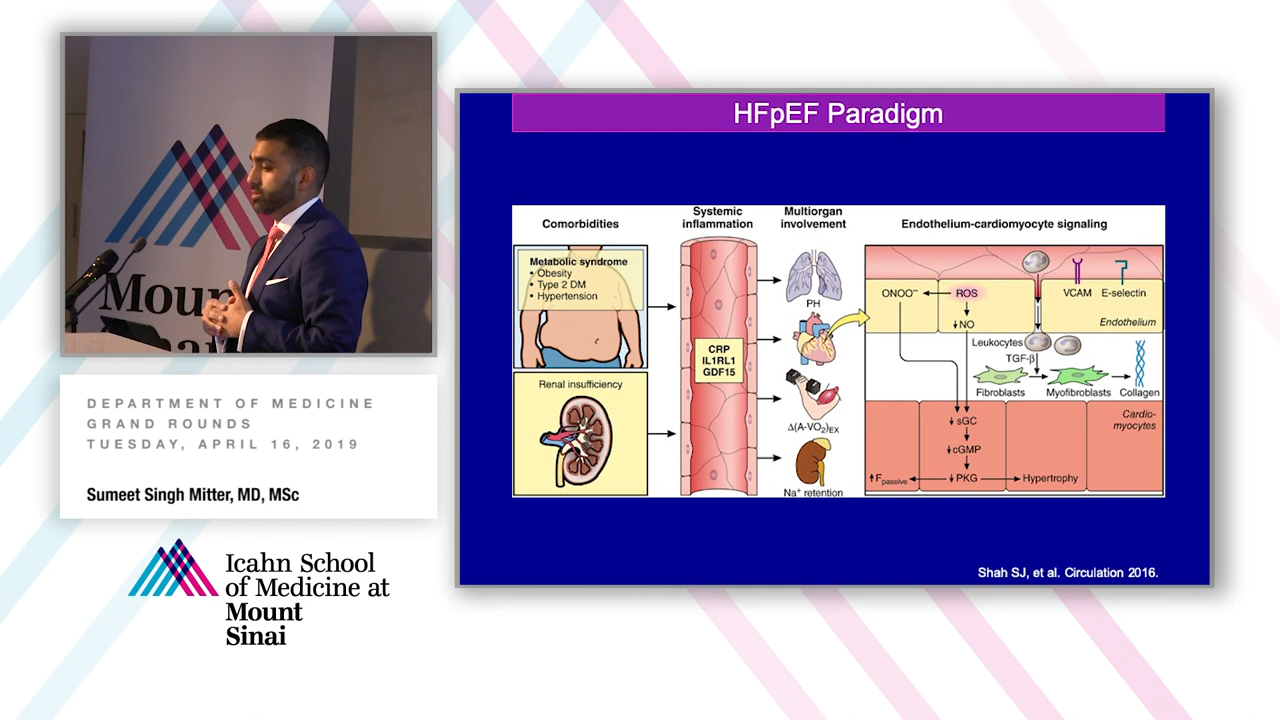 Moun
DEPARTMENT OF MEDICINE
GRAND ROUNDS
TUESDAY, APRIL 16, 2019
Sumeet Singh Mitter, MD, MSc
Icahn School
of Medicine at
Mount
Sinai
HFpEF Paradigm
Comorbidities
Metabolic syndrome
• Obesity
• Type 2 DM
• Hypertension
Renal insufficiency
Systemic
inflammation
CRP
IL1RL1
GDF15
Multiorgan
involvement
PH
Δ(A-VO₂)EX
Na⁺ retention
Endothelium-cardiomyocyte signaling
ONOO⁻
ROS
VCAM
E-selectin
↓NO
Endothelium
Leukocytes
TGF-β
Fibroblasts
Myofibroblasts
Collagen
Cardio-
myocytes
↓sGC
↓cGMP
↑Fpassive
↓PKG
Hypertrophy
Shah SJ, et al. Circulation 2016.